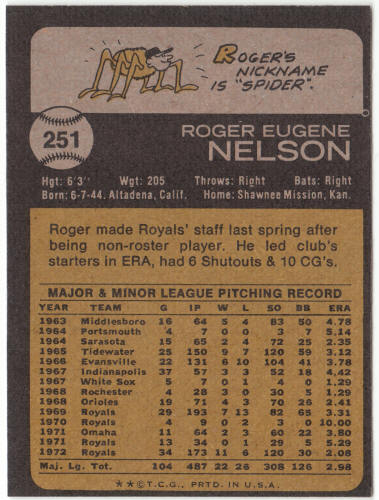 ROGER'S
NICKNAME
IS "SPIDER".
251
ROGER EUGENE
NELSON
Hgt: 6'3" Wgt: 205 Throws: Right Bats: Right
Born: 6-7-44. Altadena, Calif. Home: Shawnee Mission, Kan.
Roger made Royals' staff last spring after
being non-roster player. He led club's
starters in ERA, had 6 Shutouts & 10 CG's.
MAJOR & MINOR LEAGUE PITCHING RECORD
YEAR TEAM G IP W L SO BB ERA
1963 Middlesboro 16 64 5 4 83 50 4.78
1964 Portsmouth 4 7 0 0 7 3 5.14
1964 Sarasota 15 65 2 4 72 25 2.35
1965 Tidewater 25 150 9 7 120 59 3.12
1966 Evansville 22 131 6 10 104 41 3.78
1967 Indianapolis 37 57 3 3 52 18 4.42
1967 White Sox 5 7 0 1 4 0 1.29
1968 Rochester 4 28 3 0 30 5 1.29
1968 Orioles 19 71 4 3 70 26 2.41
1969 Royals 29 193 7 13 82 65 3.31
1970 Royals 4 9 0 2 3 0 10.00
1971 Omaha 11 64 2 6 60 22 3.80
1971 Royals 13 34 0 1 29 5 5.29
1972 Royals 34 173 11 6 120 30 2.08
Maj. Lg. Tot. 104 487 22 26 308 126 2.98
★★©T.C.G., PRTD. IN U.S.A.